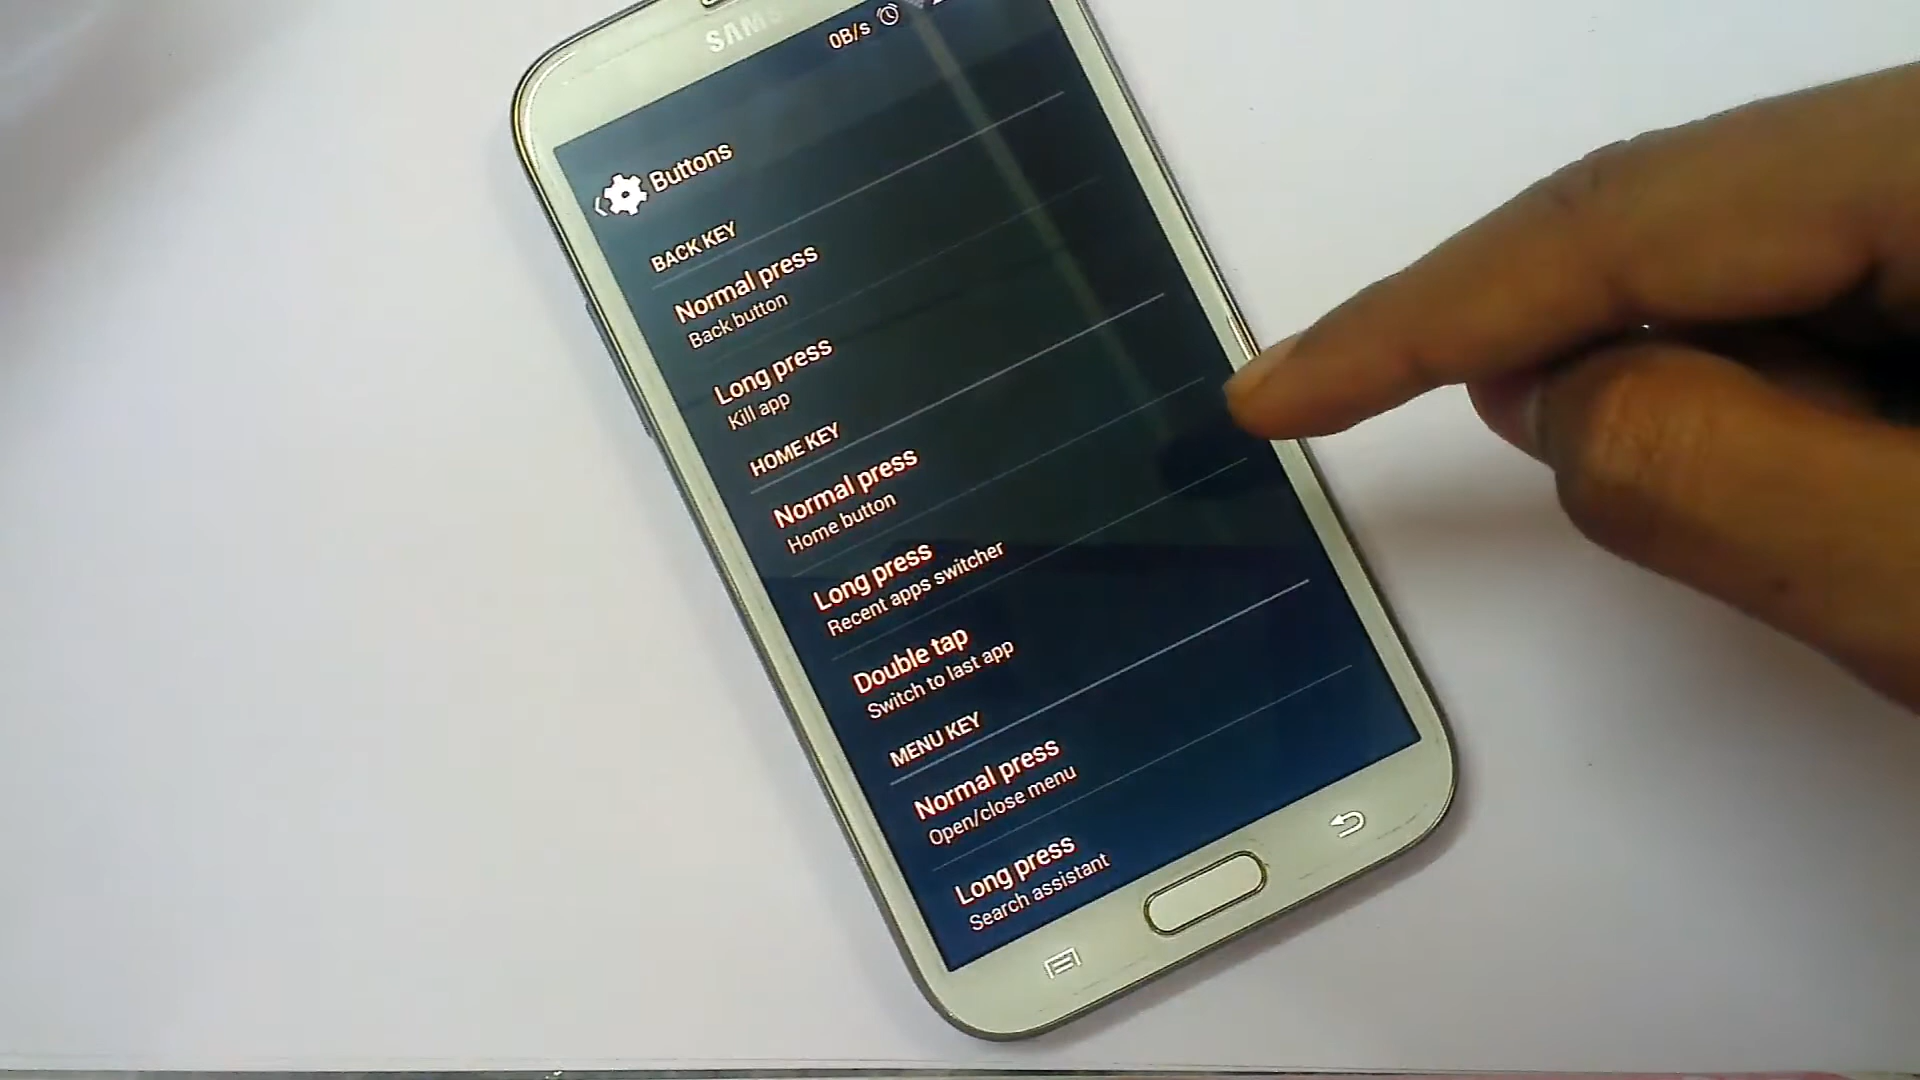 SAMS
0B/s
Buttons
BACK KEY
Normal press
Back button
Long press
Kill app
HOME KEY
Normal press
Home button
Long press
Recent apps switcher
Double tap
Switch to last app
MENU KEY
Normal press
Open/close menu
Long press
Search assistant